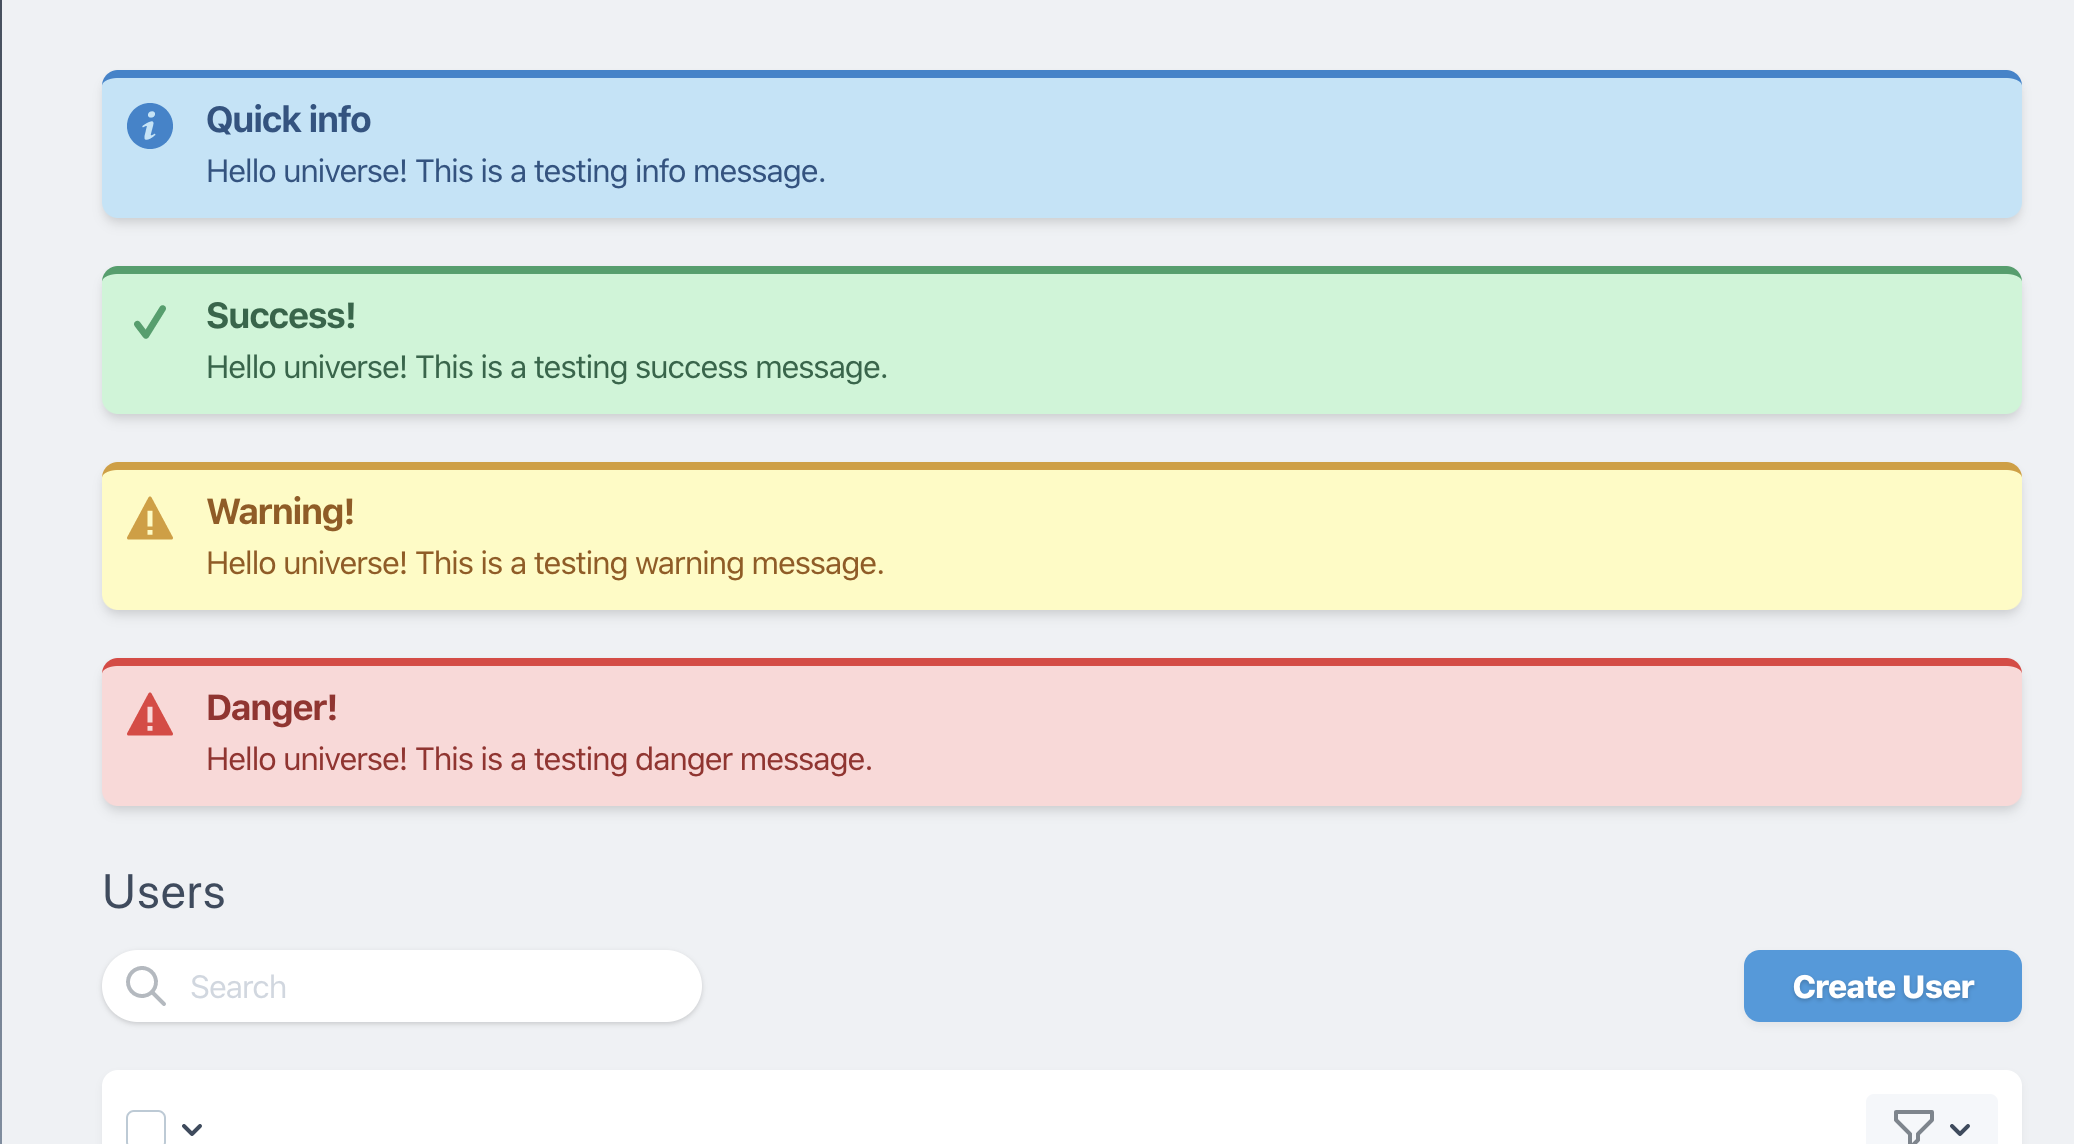 Quick info
Hello universe! This is a testing info message.
Success!
Hello universe! This is a testing success message.
Warning!
Hello universe! This is a testing warning message.
Danger!
Hello universe! This is a testing danger message.
Users
Search
Create User